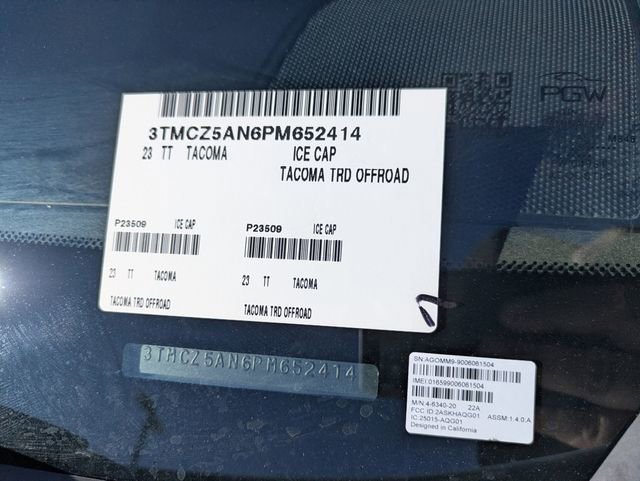 PGW
3TMCZ5AN6PM652414
23 TT TACOMA ICE CAP
TACOMA TRD OFFROAD
P23509 ICE CAP P23509 ICE CAP
23 TT TACOMA 23 TT TACOMA
TACOMA TRD OFFROAD TACOMA TRD OFFROAD
3TMCZ5AN6PM652414
SN:AGOMM9-9006061504
IMEI:016599006061504
M/N:4-6340-20 22A
FCC ID:2ASKHAQG01 ASSM:1.4.0.A
IC:25015-AQG01
Designed in California